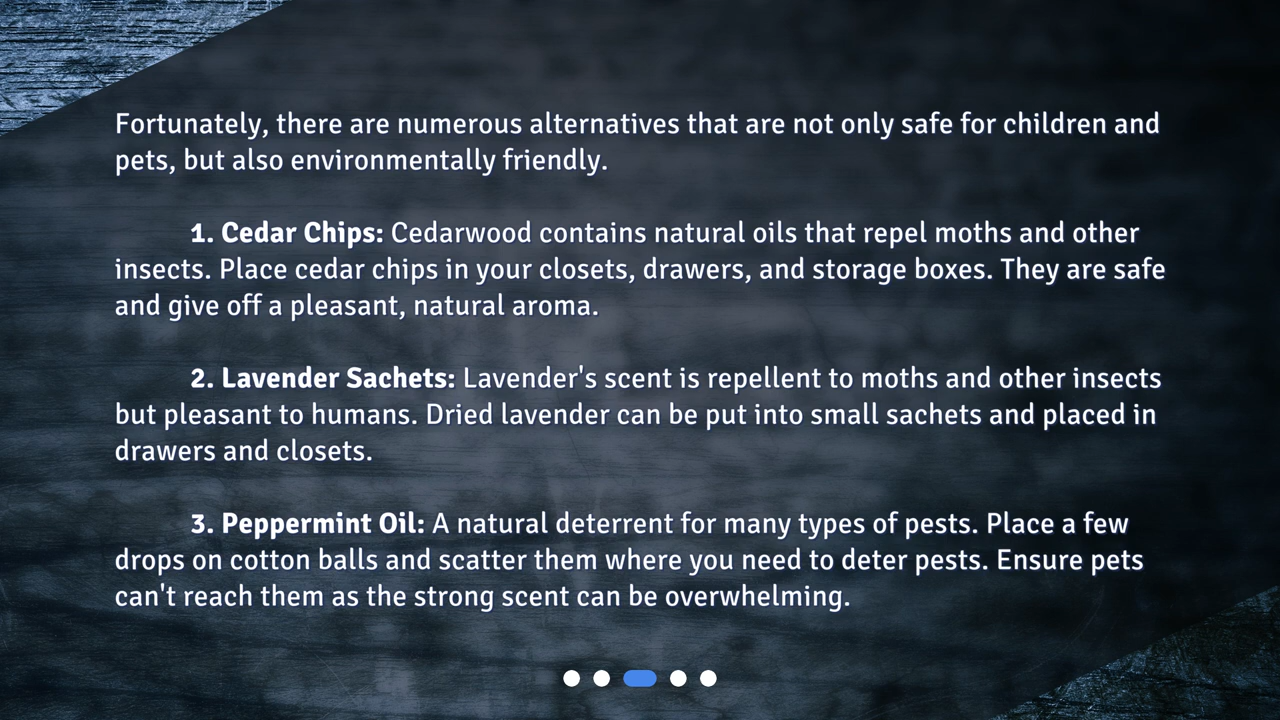 Fortunately, there are numerous alternatives that are not only safe for children and
pets, but also environmentally friendly.
1. Cedar Chips: Cedarwood contains natural oils that repel moths and other
insects. Place cedar chips in your closets, drawers, and storage boxes. They are safe
and give off a pleasant, natural aroma.
2. Lavender Sachets: Lavender's scent is repellent to moths and other insects
but pleasant to humans. Dried lavender can be put into small sachets and placed in
drawers and closets.
3. Peppermint Oil: A natural deterrent for many types of pests. Place a few
drops on cotton balls and scatter them where you need to deter pests. Ensure pets
can't reach them as the strong scent can be overwhelming.